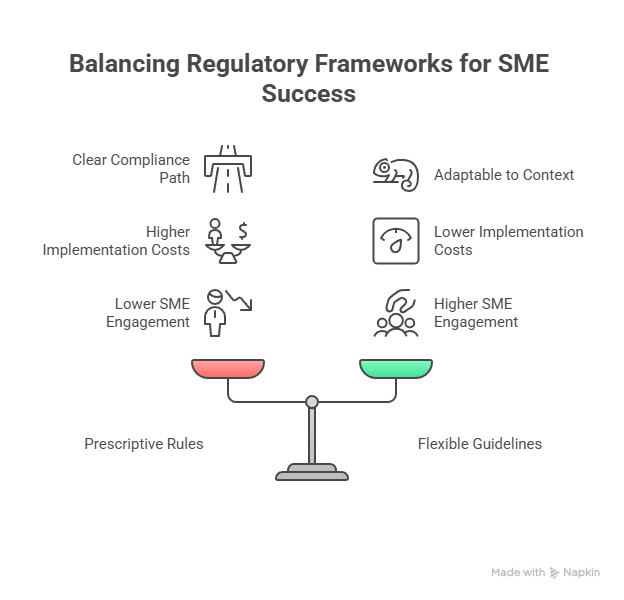 Balancing Regulatory Frameworks for SME
Success
Clear Compliance
Path
Adaptable to Context
Higher
Implementation Costs
Lower Implementation
Costs
Lower SME
Engagement
Higher SME
Engagement
Prescriptive Rules
Flexible Guidelines
Made with Napkin